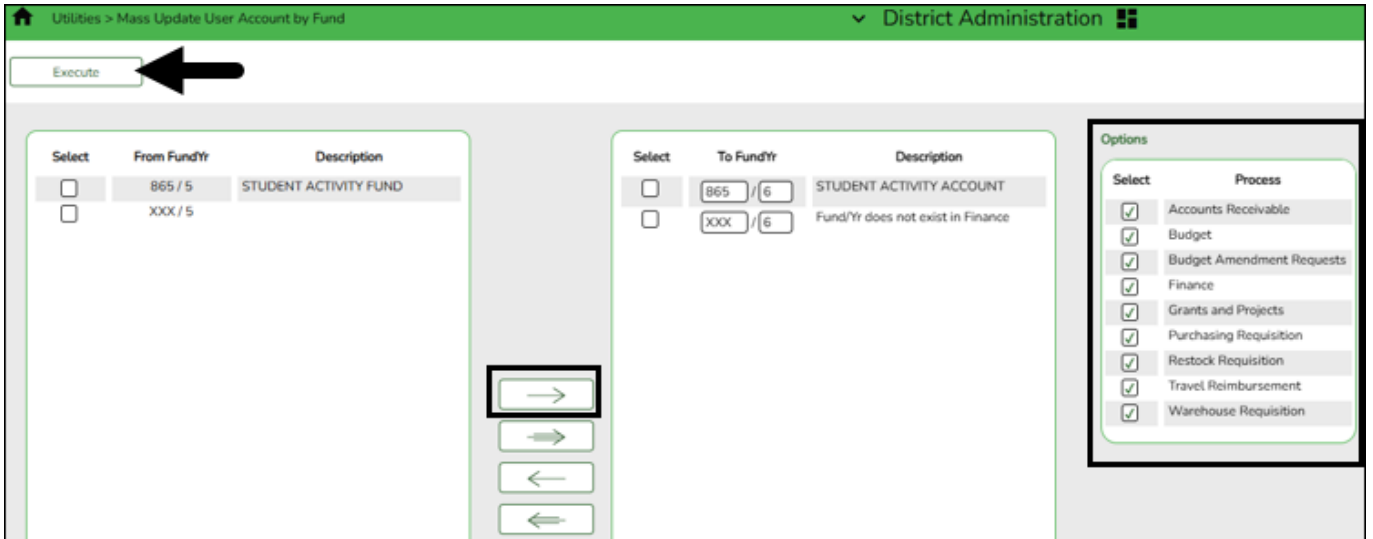 Utilities > Mass Update User Account by Fund
District Administration
Execute
Select From FundYr Description
865 / 5 STUDENT ACTIVITY FUND
XXX / 5
Select To FundYr Description
865 / 6 STUDENT ACTIVITY ACCOUNT
XXX / 6 Fund/Yr does not exist in Finance
Options
Select Process
Accounts Receivable
Budget
Budget Amendment Requests
Finance
Grants and Projects
Purchasing Requisition
Restock Requisition
Travel Reimbursement
Warehouse Requisition